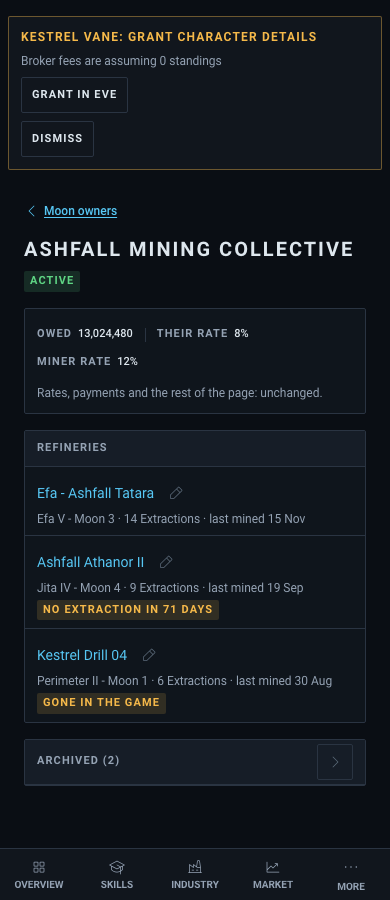 KESTREL VANE: GRANT CHARACTER DETAILS
Broker fees are assuming 0 standings
GRANT IN EVE
DISMISS
Moon owners
ASHFALL MINING COLLECTIVE
ACTIVE
OWED 13,024,480 THEIR RATE 8%
MINER RATE 12%
Rates, payments and the rest of the page: unchanged.
REFINERIES
Efa - Ashfall Tatara
Efa V - Moon 3 · 14 Extractions · last mined 15 Nov
Ashfall Athanor II
Jita IV - Moon 4 · 9 Extractions · last mined 19 Sep
NO EXTRACTION IN 71 DAYS
Kestrel Drill 04
Perimeter II - Moon 1 · 6 Extractions · last mined 30 Aug
GONE IN THE GAME
ARCHIVED (2)
OVERVIEW SKILLS INDUSTRY MARKET MORE